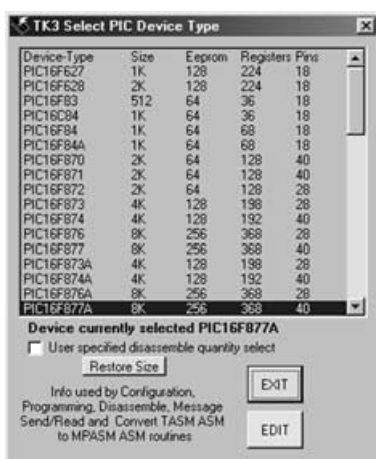 TK3 Select PIC Device Type
Device-Type Size Eeprom Registers Pins
PIC16F627 1K 128 224 18
PIC16F628 2K 128 224 18
PIC16F83 512 64 36 18
PIC16C84 1K 64 36 18
PIC16F84 1K 64 68 18
PIC16F84A 1K 64 68 18
PIC16F870 2K 64 128 40
PIC16F871 2K 64 128 40
PIC16F872 2K 64 128 28
PIC16F873 4K 128 198 28
PIC16F874 4K 128 192 40
PIC16F876 8K 256 368 28
PIC16F877 8K 256 368 40
PIC16F873A 4K 128 198 28
PIC16F874A 4K 128 192 40
PIC16F876A 8K 256 368 28
PIC16F877A 8K 256 368 40
Device currently selected PIC16F877A
User specified disassemble quantity select
Restore Size
Info used by Configuration,
Programming, Disassemble, Message
Send/Read and Convert TASM ASM
to MPASM ASM routines
EXIT
EDIT